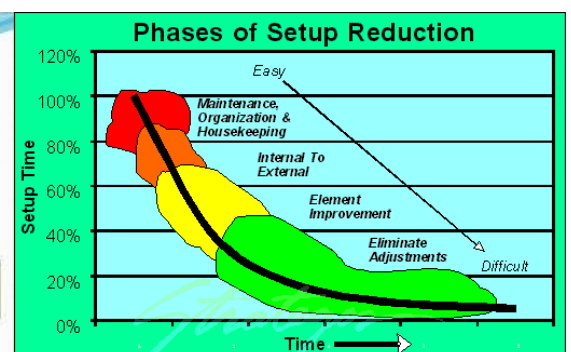 Phases of Setup Reduction
120%
100%
80%
60%
40%
20%
0%
Setup Time
Easy
Maintenance,
Organization &
Housekeeping
Internal To
External
Element
Improvement
Eliminate
Adjustments
Difficult
Time
Strategos